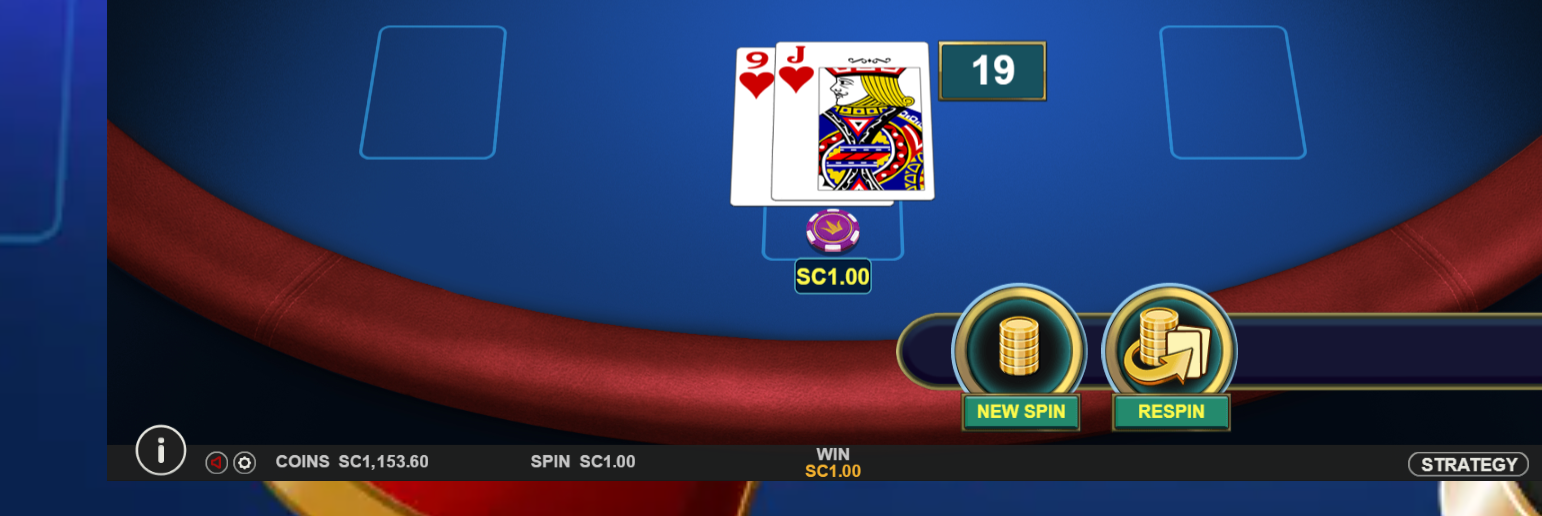 9 J
19
SC1.00
NEW SPIN
RESPIN
i
COINS SC1,153.60
SPIN SC1.00
WIN
SC1.00
STRATEGY